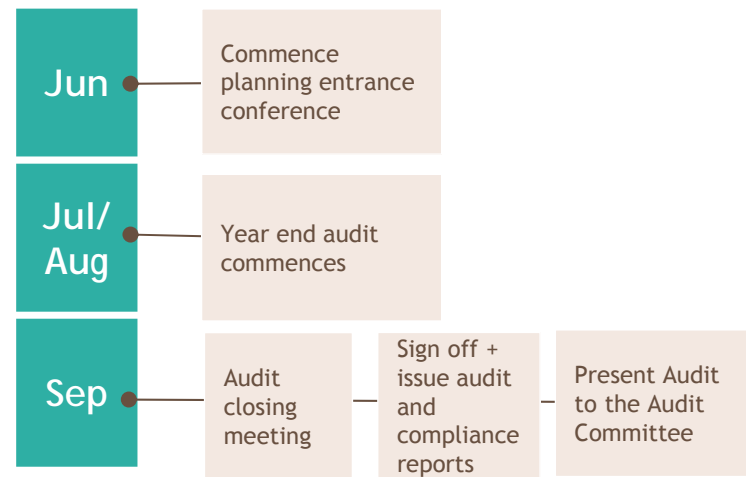 Jun
Commence
planning entrance
conference
Jul/
Aug
Year end audit
commences
Sep
Audit
closing
meeting
Sign off +
issue audit
and
compliance
reports
Present Audit
to the Audit
Committee